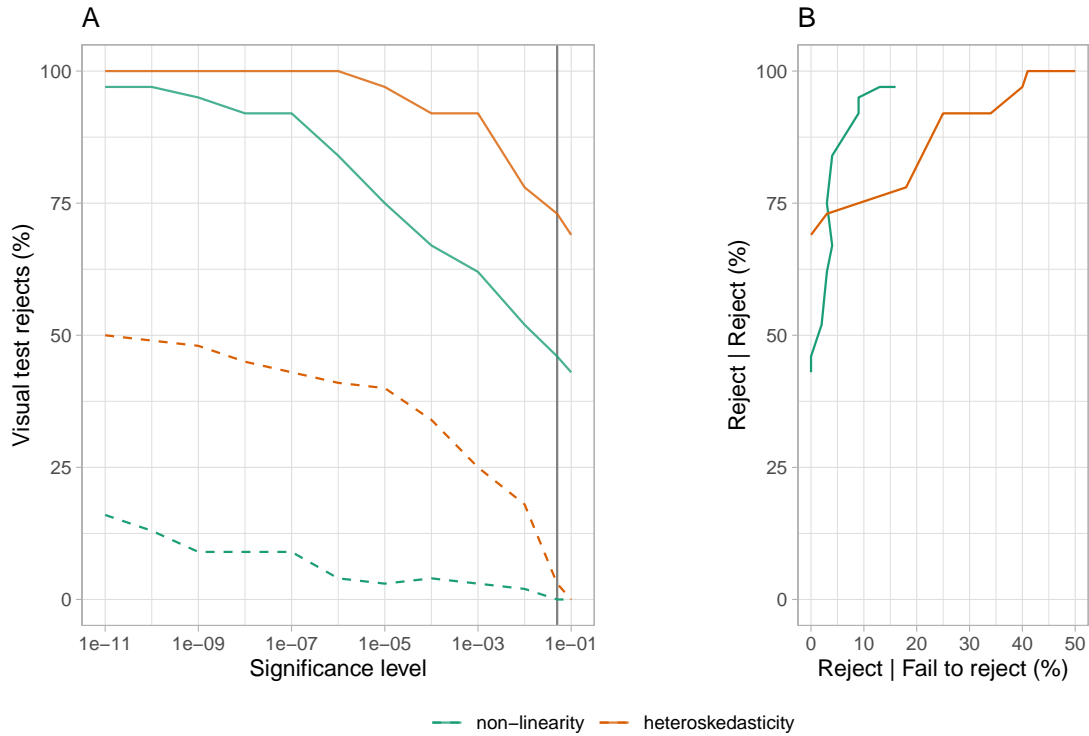 A
Visual test rejects (%)
100
75
50
25
0
1e−11
1e−09
1e−07
1e−05
1e−03
1e−01
Significance level
B
Reject | Reject (%)
100
75
50
25
0
0
10
20
30
40
50
Reject | Fail to reject (%)
non−linearity
heteroskedasticity